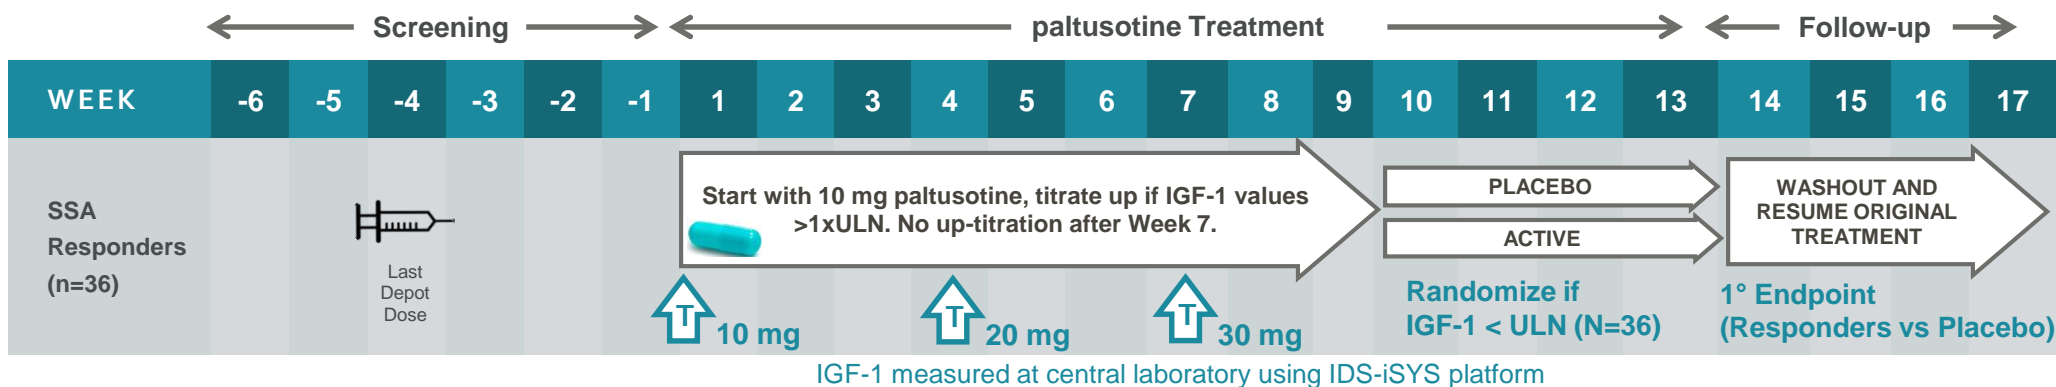 Screening
paltusotine Treatment
Follow-up
WEEK -6 -5 -4 -3 -2 -1 1 2 3 4 5 6 7 8 9 10 11 12 13 14 15 16 17
SSA
Responders
(n=36)
Last
Depot
Dose
Start with 10 mg paltusotine, titrate up if IGF-1 values
>1xULN. No up-titration after Week 7.
T 10 mg
T 20 mg
T 30 mg
PLACEBO
ACTIVE
Randomize if
IGF-1 < ULN (N=36)
WASHOUT AND
RESUME ORIGINAL
TREATMENT
1° Endpoint
(Responders vs Placebo)
IGF-1 measured at central laboratory using IDS-iSYS platform